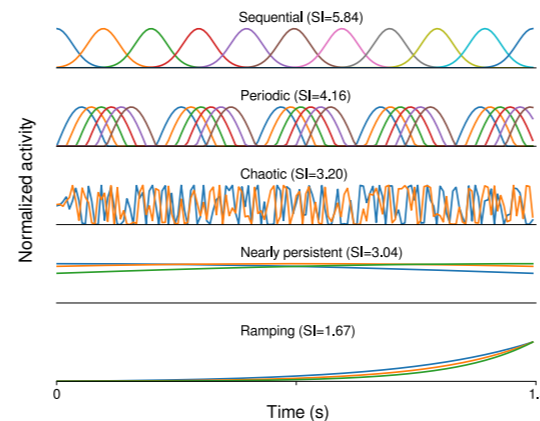 Sequential (SI=5.84)
Periodic (SI=4.16)
Chaotic (SI=3.20)
Nearly persistent (SI=3.04)
Ramping (SI=1.67)
Normalized activity
0
1.
Time (s)